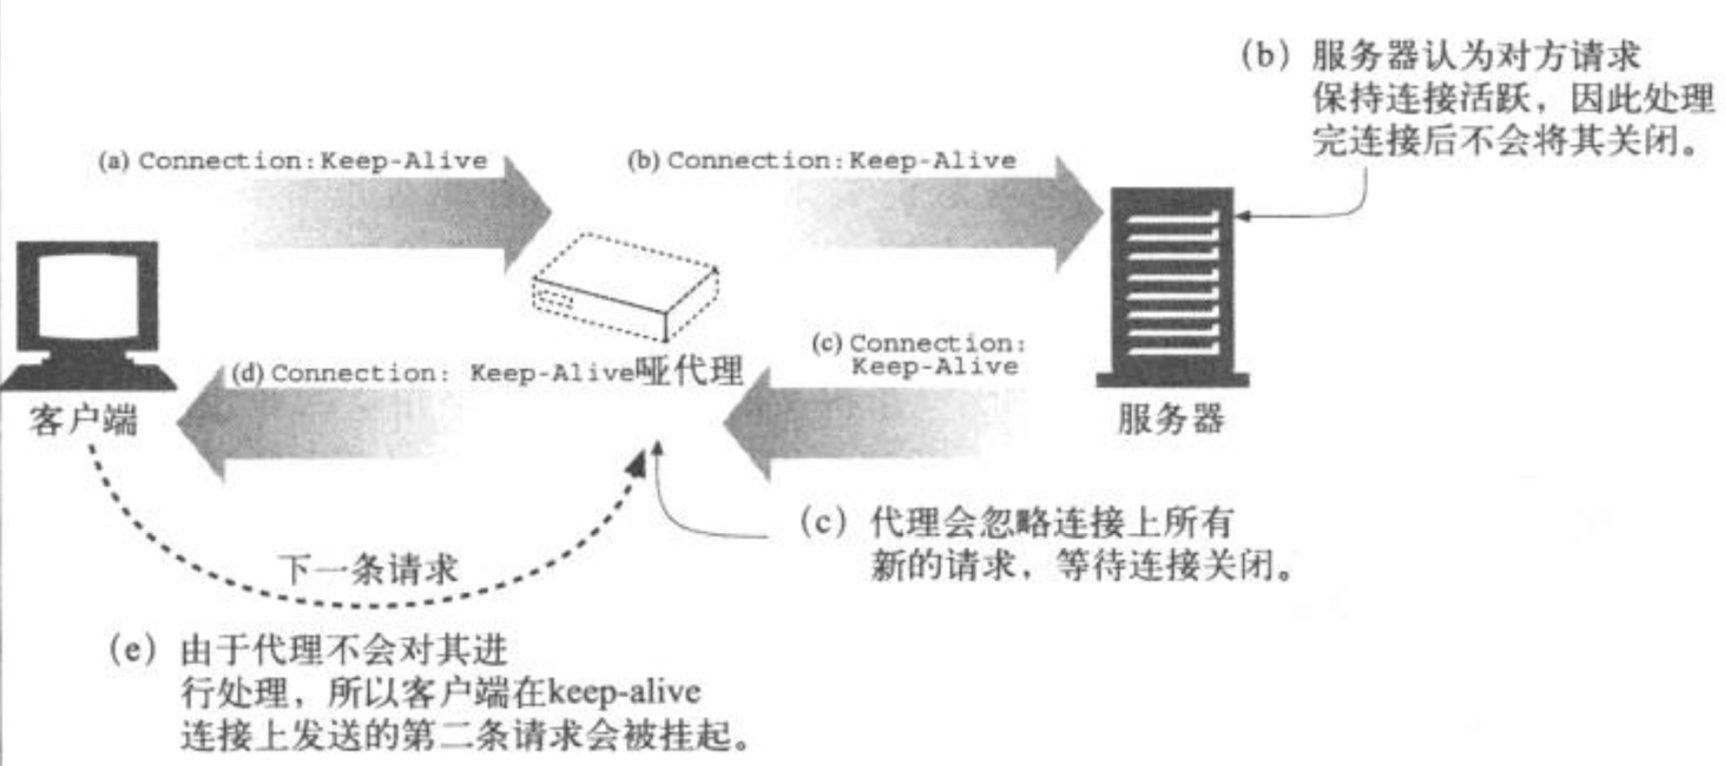 (b) 服务器认为对方请求
保持连接活跃，因此处理
完连接后不会将其关闭。
(a) Connection:Keep-Alive
(b) Connection:Keep-Alive
(c) Connection:
Keep-Alive
(d) Connection: Keep-Alive
哑代理
客户端
服务器
(c) 代理会忽略连接上所有
新的请求，等待连接关闭。
下一条请求
(e) 由于代理不会对其进
行处理，所以客户端在keep-alive
连接上发送的第二条请求会被挂起。